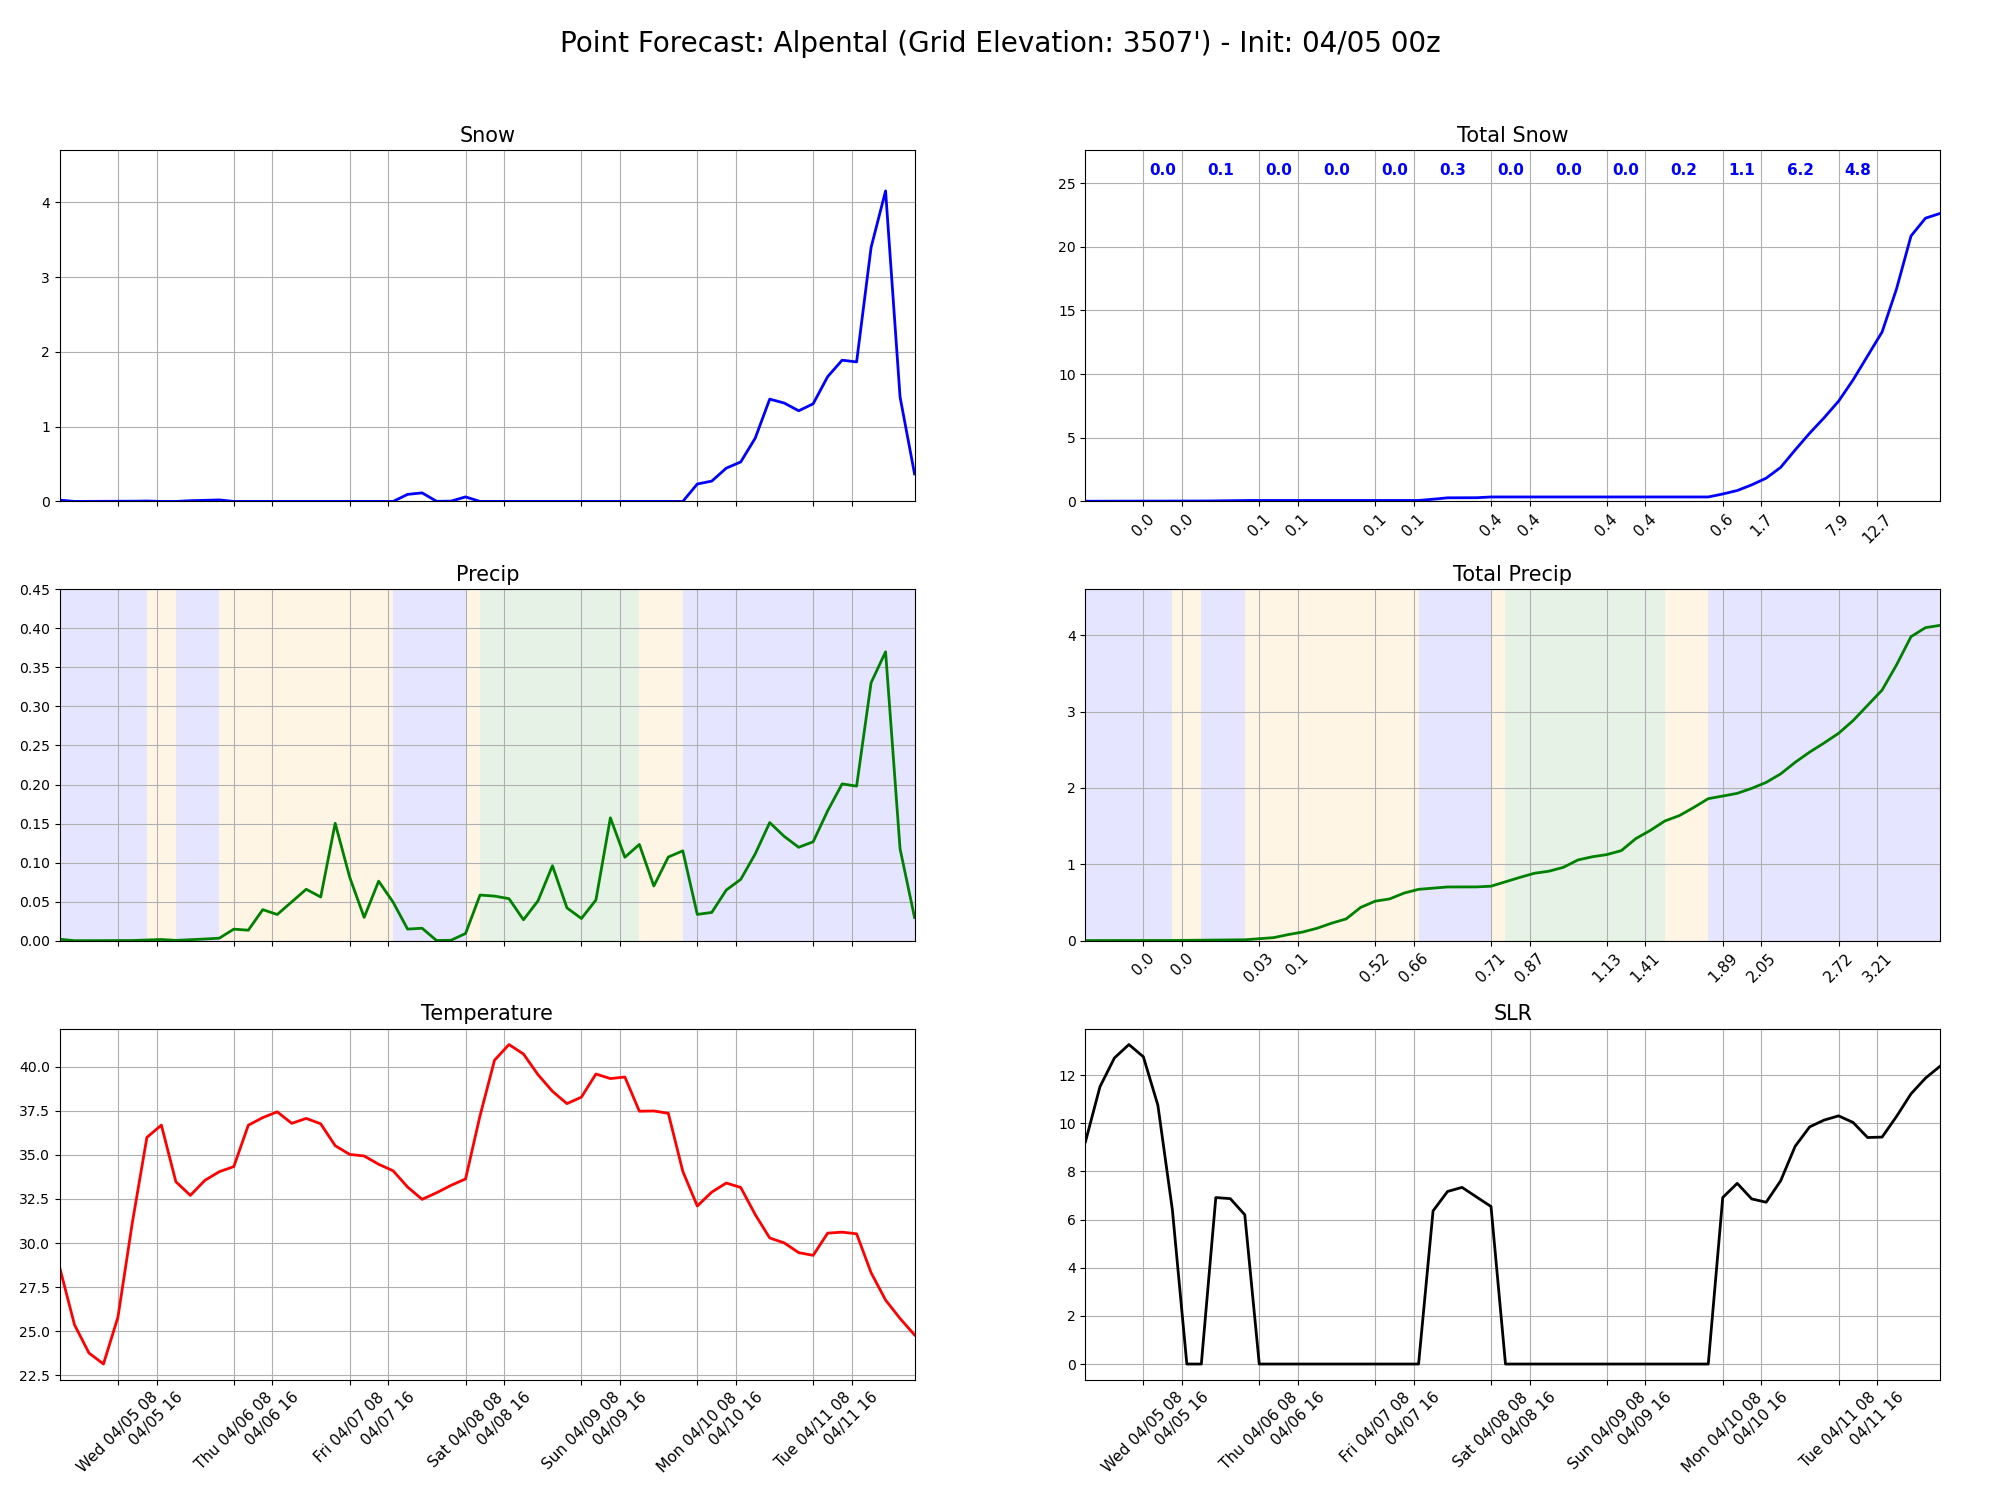 Point Forecast: Alpental (Grid Elevation: 3507') - Init: 04/05 00z
Snow
4
3
2
1
0
Total Snow
0.0 0.1 0.0 0.0 0.0 0.3 0.0 0.0 0.0 0.2 1.1 6.2 4.8
25
20
15
10
5
0
0.0 0.0 0.1 0.1 0.1 0.1 0.4 0.4 0.4 0.4 0.6 1.7 7.9 12.7
Precip
0.45
0.40
0.35
0.30
0.25
0.20
0.15
0.10
0.05
0.00
Total Precip
4
3
2
1
0
0.0 0.0 0.03 0.1 0.52 0.66 0.71 0.87 1.13 1.41 1.89 2.05 2.72 3.21
Temperature
40.0
37.5
35.0
32.5
30.0
27.5
25.0
22.5
Wed 04/05 08
04/05 16
Thu 04/06 08
04/06 16
Fri 04/07 08
04/07 16
Sat 04/08 08
04/08 16
Sun 04/09 08
04/09 16
Mon 04/10 08
04/10 16
Tue 04/11 08
04/11 16
SLR
12
10
8
6
4
2
0
Wed 04/05 08
04/05 16
Thu 04/06 08
04/06 16
Fri 04/07 08
04/07 16
Sat 04/08 08
04/08 16
Sun 04/09 08
04/09 16
Mon 04/10 08
04/10 16
Tue 04/11 08
04/11 16